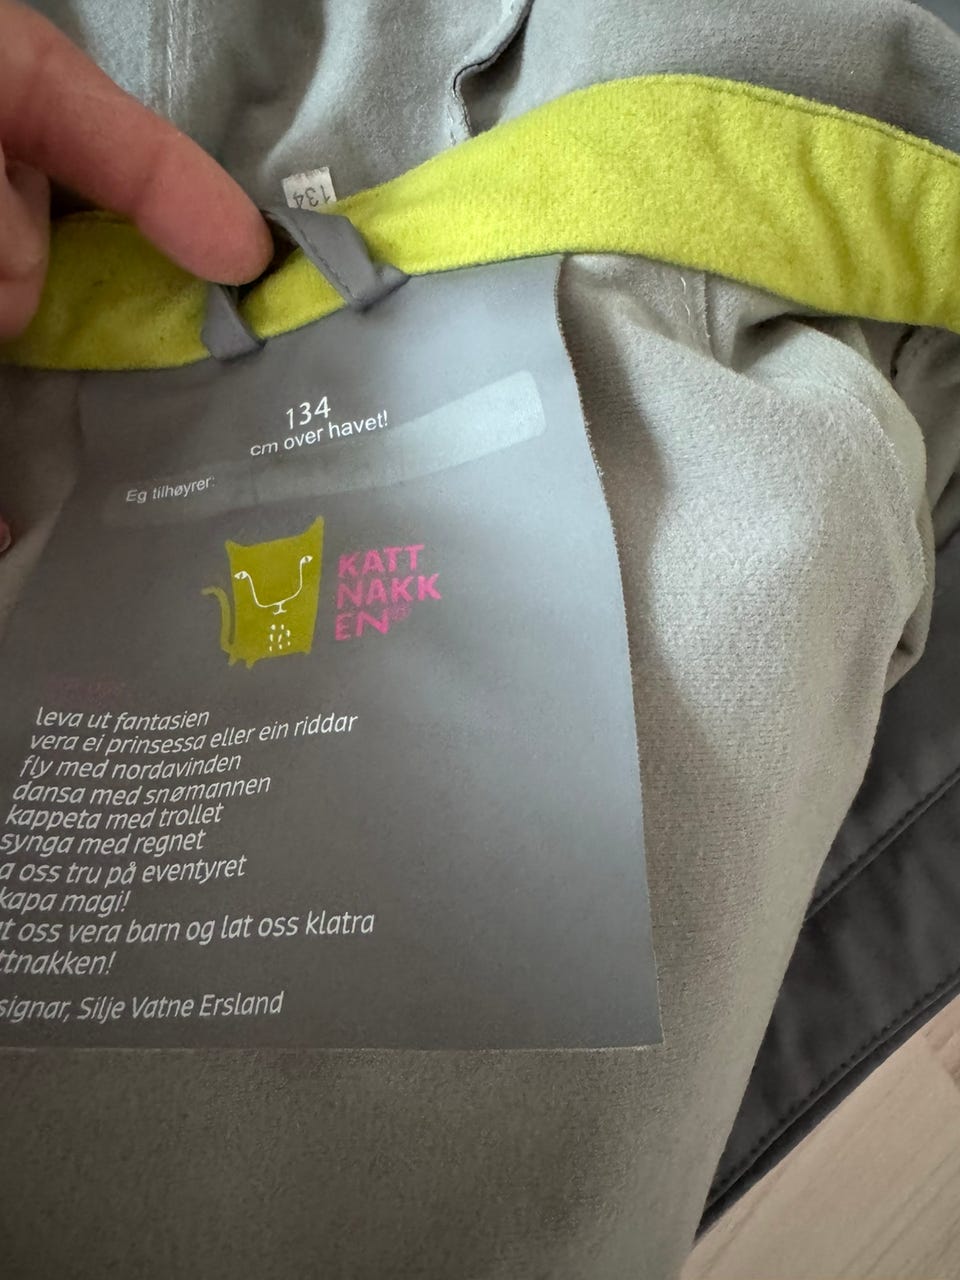 134
134
cm over havet!
Eg tilhøyrer:
KATT
NAKK
EN®
leva ut fantasien
vera ei prinsessa eller ein riddar
fly med nordavinden
dansa med snømannen
kappeta med trollet
synga med regnet
a oss tru på eventyret
kapa magi!
t oss vera barn og lat oss klatra
ttnakken!
signar, Silje Vatne Ersland